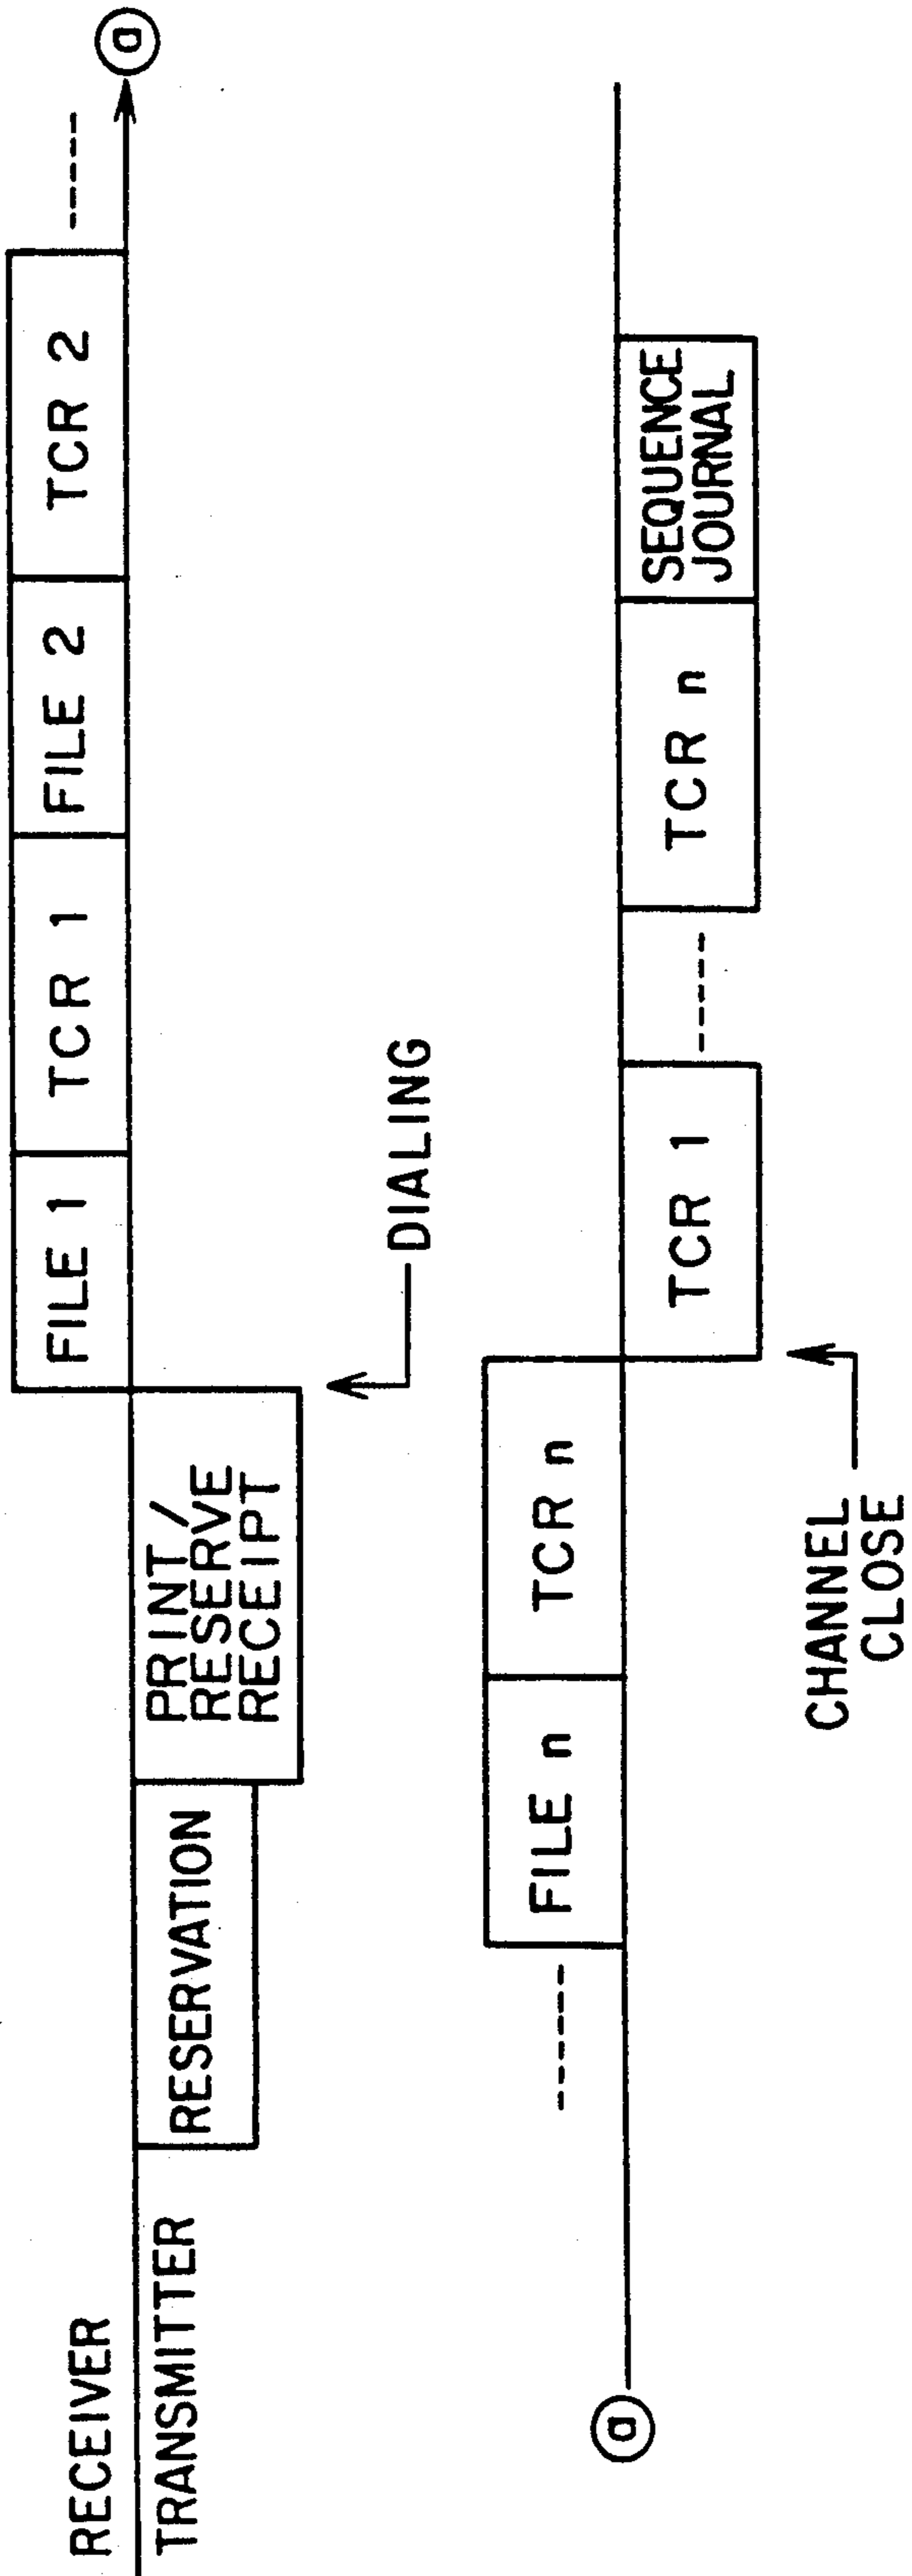 RECEIVER
TRANSMITTER
RESERVATION
PRINT/
RESERVE
RECEIPT
DIALING
FILE 1
TCR 1
FILE 2
TCR 2
-----
a
a
------
FILE n
TCR n
CHANNEL
CLOSE
TCR 1
-----
TCR n
SEQUENCE
JOURNAL